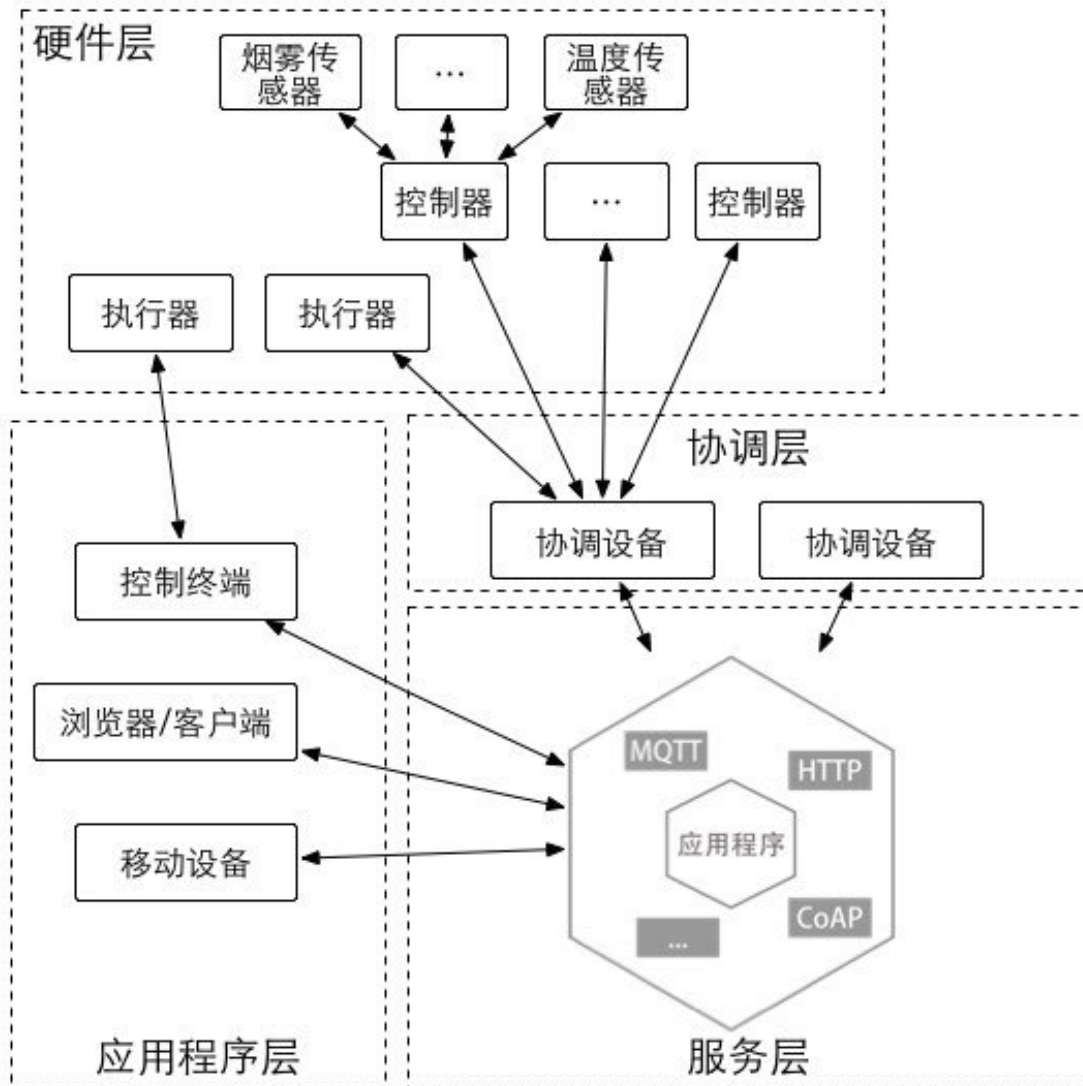 硬件层
烟雾传
感器
...
温度传
感器
控制器
...
控制器
执行器
执行器
协调层
协调设备
协调设备
控制终端
浏览器/客户端
移动设备
MQTT
HTTP
应用程序
CoAP
...
应用程序层
服务层